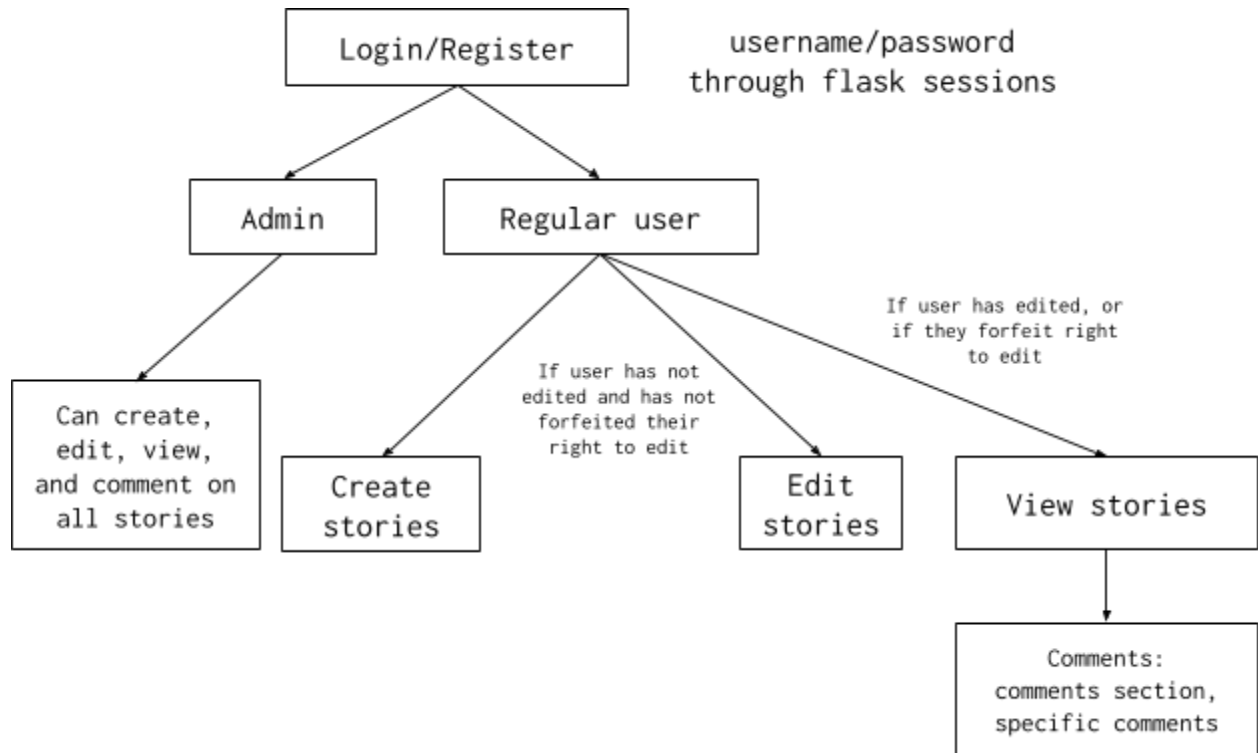 Login/Register
username/password
through flask sessions
Admin
Regular user
If user has edited, or
if they forfeit right
to edit
If user has not
edited and has not
forfeited their
right to edit
Can create,
edit, view,
and comment on
all stories
Create
stories
Edit
stories
View stories
Comments:
comments section,
specific comments